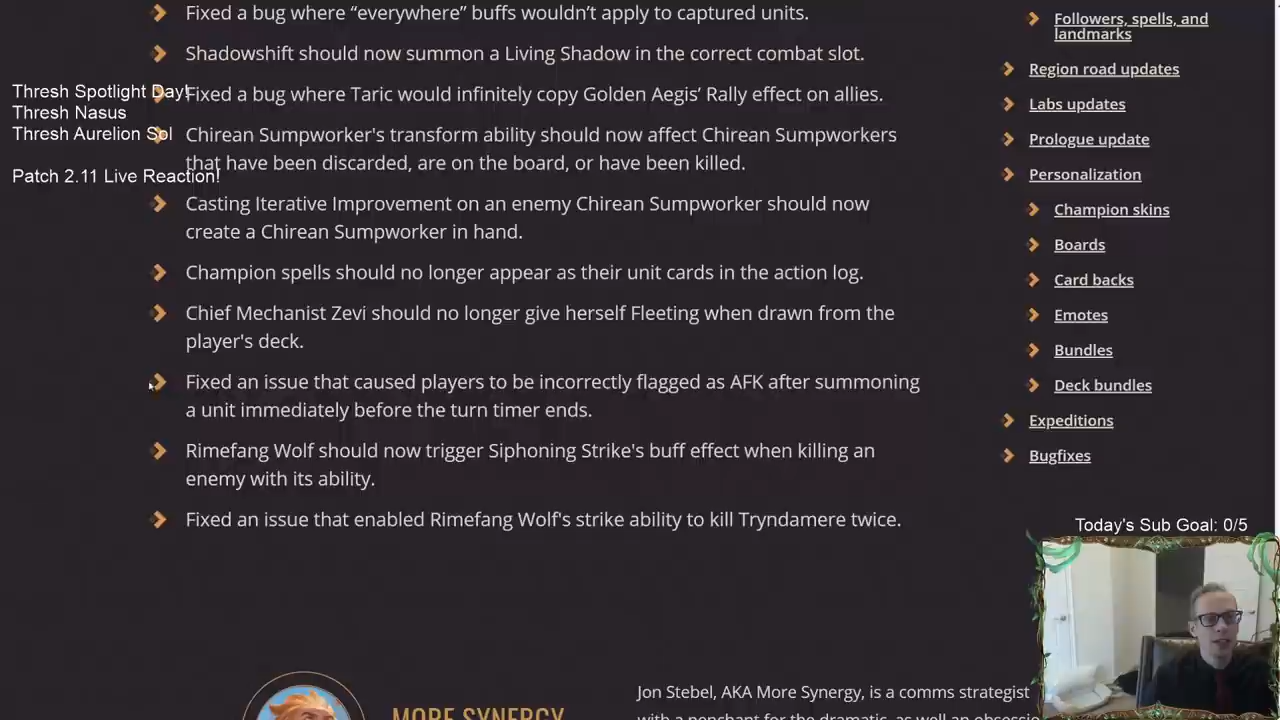 Fixed a bug where “everywhere” buffs wouldn’t apply to captured units.
Shadowshift should now summon a Living Shadow in the correct combat slot.
Thresh Spotlight Day!
Fixed a bug where Taric would infinitely copy Golden Aegis’ Rally effect on allies.
Thresh Nasus
Thresh Aurelion Sol
Chirean Sumpworker's transform ability should now affect Chirean Sumpworkers
that have been discarded, are on the board, or have been killed.
Patch 2.11 Live Reaction!
Casting Iterative Improvement on an enemy Chirean Sumpworker should now
create a Chirean Sumpworker in hand.
Champion spells should no longer appear as their unit cards in the action log.
Chief Mechanist Zevi should no longer give herself Fleeting when drawn from the
player's deck.
Fixed an issue that caused players to be incorrectly flagged as AFK after summoning
a unit immediately before the turn timer ends.
Rimefang Wolf should now trigger Siphoning Strike's buff effect when killing an
enemy with its ability.
Fixed an issue that enabled Rimefang Wolf's strike ability to kill Tryndamere twice.
Followers, spells, and
landmarks
Region road updates
Labs updates
Prologue update
Personalization
Champion skins
Boards
Card backs
Emotes
Bundles
Deck bundles
Expeditions
Bugfixes
Today's Sub Goal: 0/5
MORE SYNERGY
Jon Stebel, AKA More Synergy, is a comms strategist
with a penchant for the dramatic, as well an obsessio